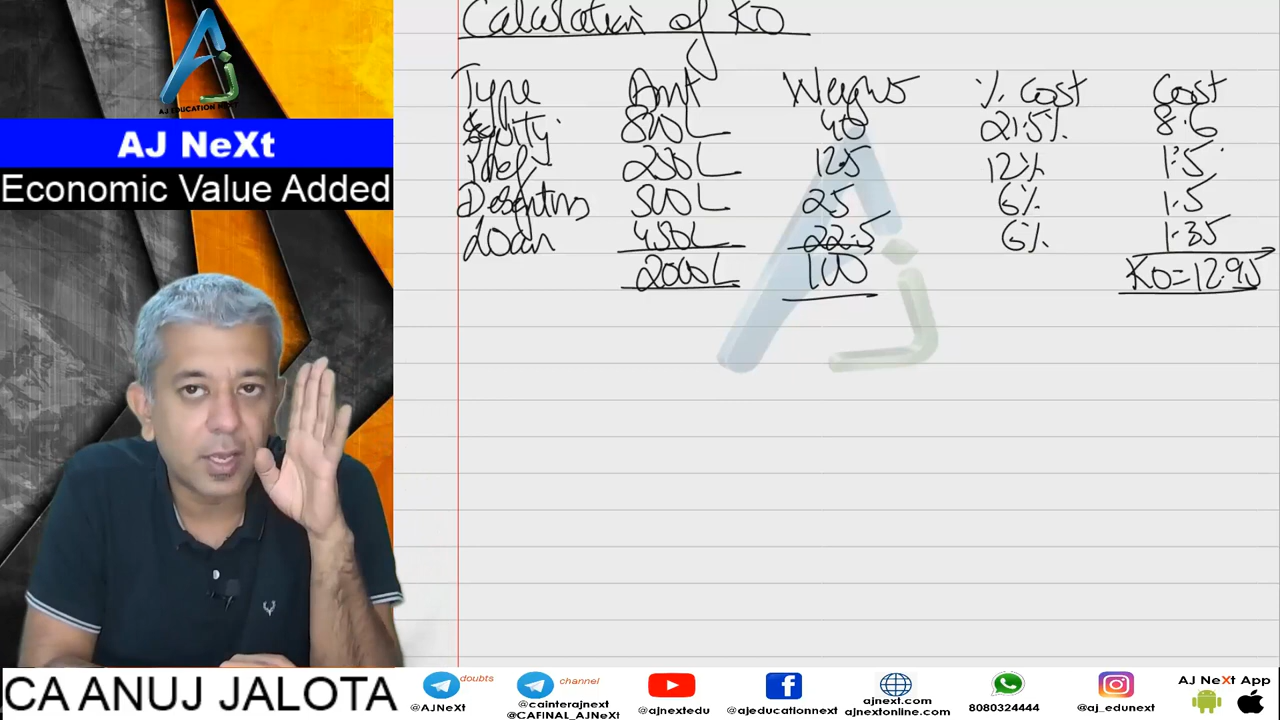 Calculation of KO
Type Amt Weights % Cost Cost
Equity 800L 40 21.5% 8.6
Pref 250L 12.5 12% 1.5
Debentures 500L 25 6% 1.5
Loan 450L 22.5 6% 1.35
2000L 100 KO=12.95
AJ EDUCATION NEXT
AJ NeXt
Economic Value Added
CA ANUJ JALOTA
doubts
@AJNeXt
channel
@cainterajnext
@CAFINAL_AJNeXt
@ajnextedu
@ajeducationnext
ajnext.com
ajnextonline.com
8080324444
@aj_edunext
AJ NeXt App